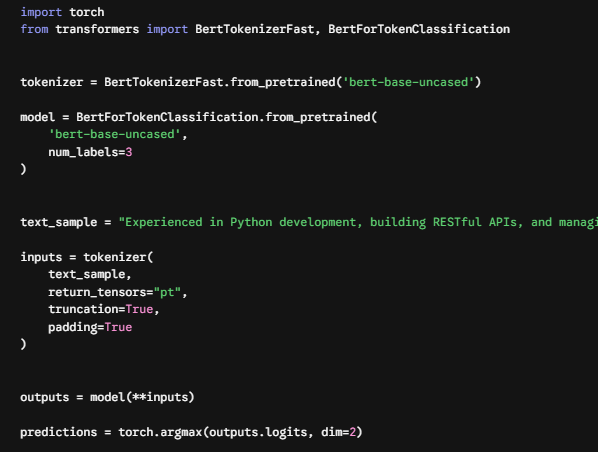 import torch
from transformers import BertTokenizerFast, BertForTokenClassification
tokenizer = BertTokenizerFast.from_pretrained('bert-base-uncased')
model = BertForTokenClassification.from_pretrained(
    'bert-base-uncased',
    num_labels=3
)
text_sample = "Experienced in Python development, building RESTful APIs, and managi
inputs = tokenizer(
    text_sample,
    return_tensors="pt",
    truncation=True,
    padding=True
)
outputs = model(**inputs)
predictions = torch.argmax(outputs.logits, dim=2)